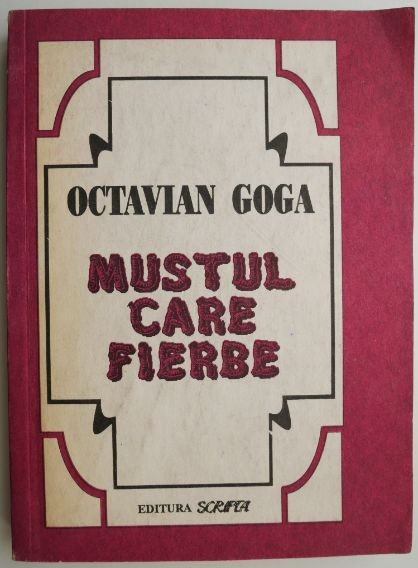 OCTAVIAN GOGA
MUSTUL
CARE
FIERBE
EDITURA SCRIPTA